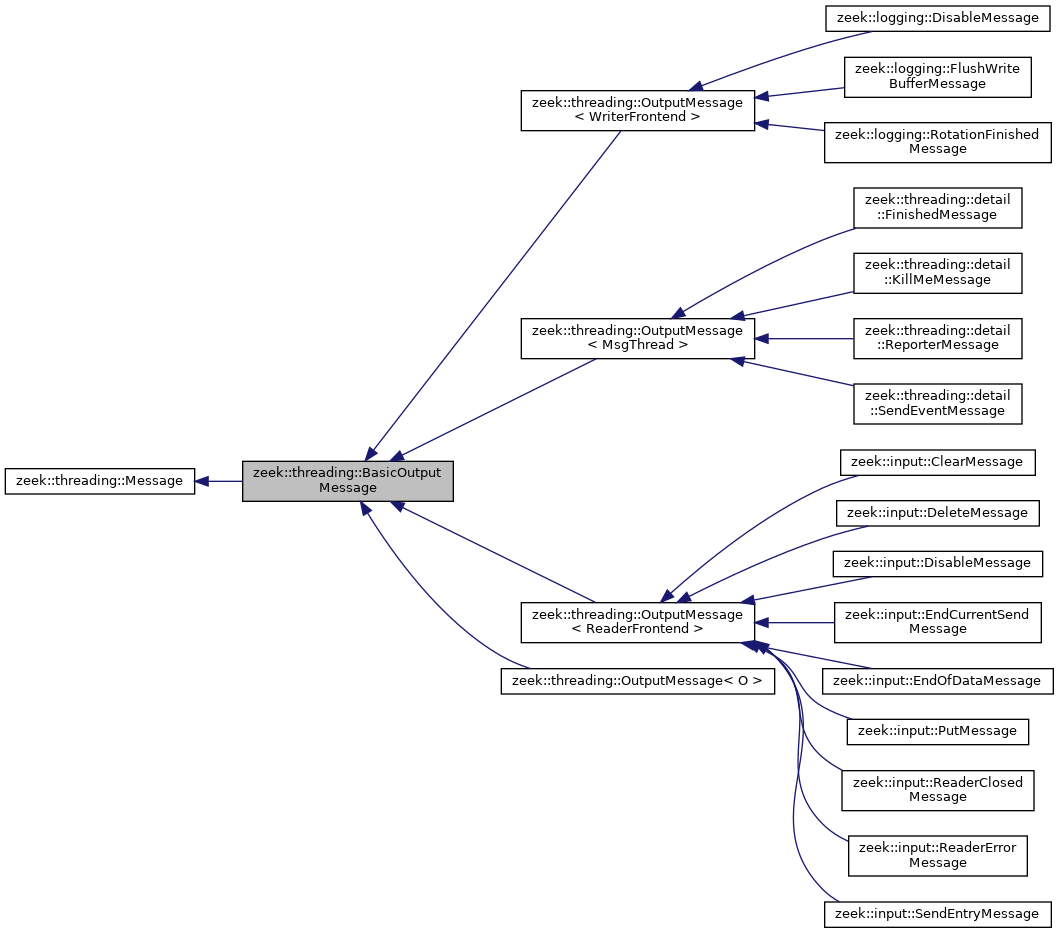 zeek::logging::DisableMessage
zeek::logging::FlushWrite
BufferMessage
zeek::threading::OutputMessage
< WriterFrontend >
zeek::logging::RotationFinished
Message
zeek::threading::detail
::FinishedMessage
zeek::threading::detail
::KillMeMessage
zeek::threading::OutputMessage
< MsgThread >
zeek::threading::detail
::ReporterMessage
zeek::threading::detail
::SendEventMessage
zeek::input::ClearMessage
zeek::threading::Message
zeek::threading::BasicOutput
Message
zeek::input::DeleteMessage
zeek::input::DisableMessage
zeek::threading::OutputMessage
< ReaderFrontend >
zeek::input::EndCurrentSend
Message
zeek::threading::OutputMessage< O >
zeek::input::EndOfDataMessage
zeek::input::PutMessage
zeek::input::ReaderClosed
Message
zeek::input::ReaderError
Message
zeek::input::SendEntryMessage